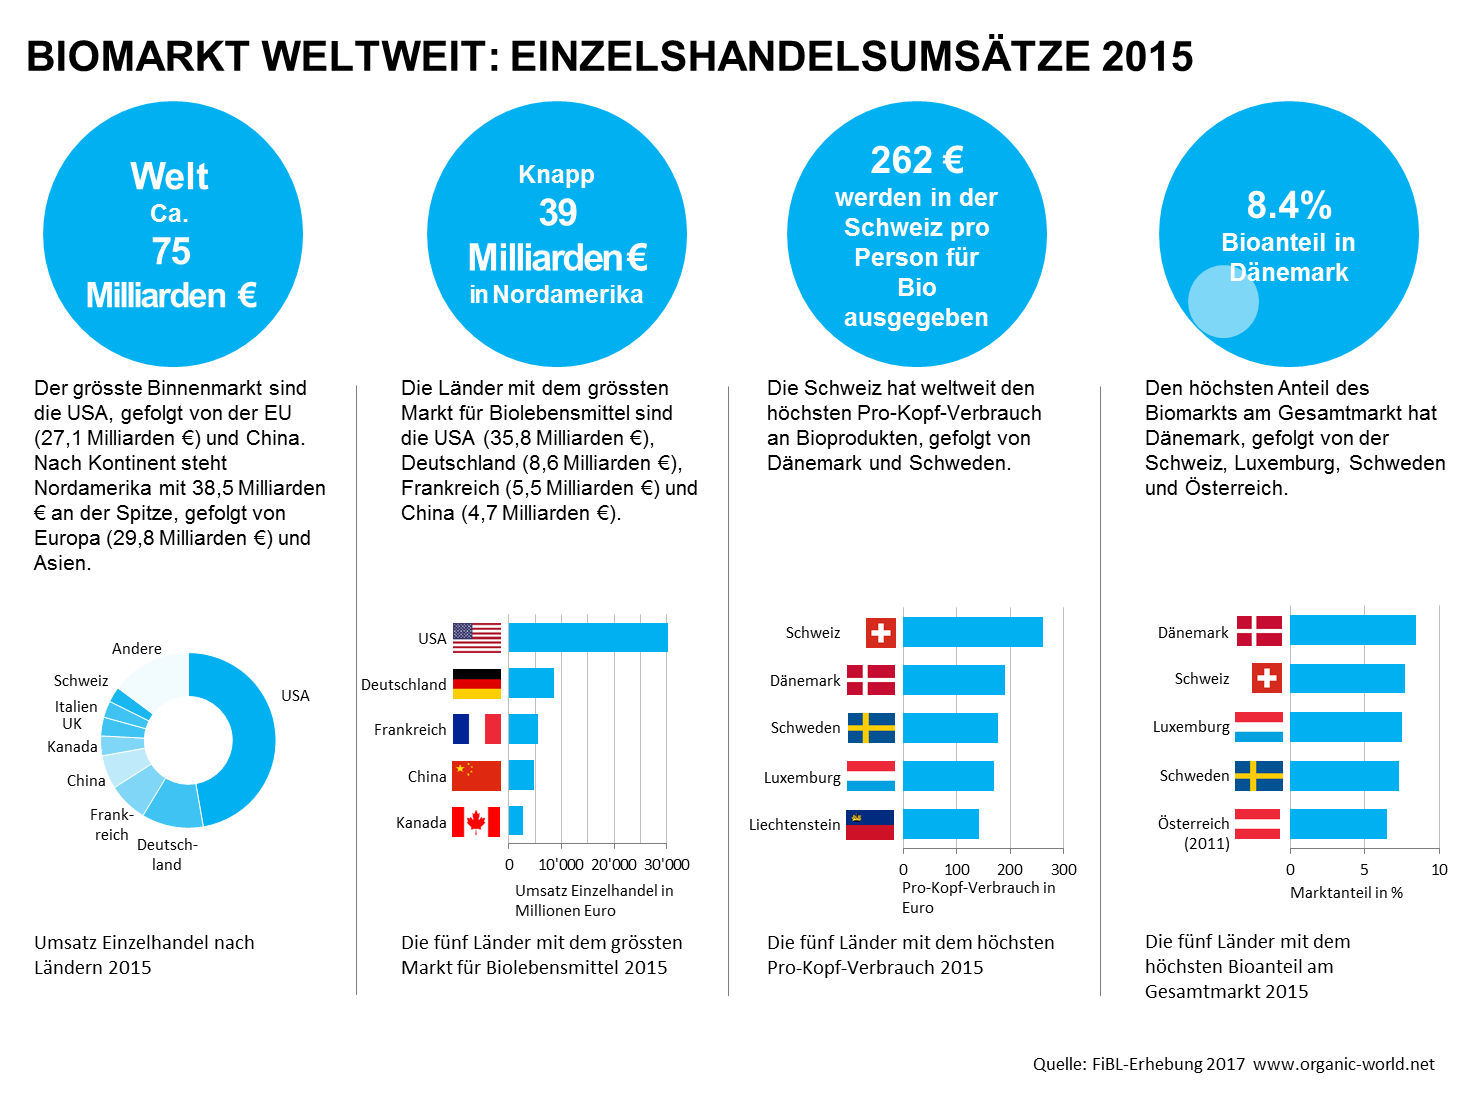 BIOMARKT WELTWEIT: EINZELSHANDELSUMSÄTZE 2015
Welt
Ca.
75
Milliarden €
Knapp
39
Milliarden €
in Nordamerika
262 €
werden in der
Schweiz pro
Person für
Bio
ausgegeben
8.4%
Bioanteil in
Dänemark
Der grösste Binnenmarkt sind
die USA, gefolgt von der EU
(27,1 Milliarden €) und China.
Nach Kontinent steht
Nordamerika mit 38,5 Milliarden
€ an der Spitze, gefolgt von
Europa (29,8 Milliarden €) und
Asien.
Die Länder mit dem grössten
Markt für Biolebensmittel sind
die USA (35,8 Milliarden €),
Deutschland (8,6 Milliarden €),
Frankreich (5,5 Milliarden €) und
China (4,7 Milliarden €).
Die Schweiz hat weltweit den
höchsten Pro-Kopf-Verbrauch
an Bioprodukten, gefolgt von
Dänemark und Schweden.
Den höchsten Anteil des
Biomarkts am Gesamtmarkt hat
Dänemark, gefolgt von der
Schweiz, Luxemburg, Schweden
und Österreich.
Andere
Schweiz
Italien
UK
Kanada
China
Frank-
reich
Deutsch-
land
USA
Umsatz Einzelhandel nach
Ländern 2015
USA
Deutschland
Frankreich
China
Kanada
0 10'000 20'000 30'000
Umsatz Einzelhandel in
Millionen Euro
Die fünf Länder mit dem grössten
Markt für Biolebensmittel 2015
Schweiz
Dänemark
Schweden
Luxemburg
Liechtenstein
0 100 200 300
Pro-Kopf-Verbrauch in
Euro
Die fünf Länder mit dem höchsten
Pro-Kopf-Verbrauch 2015
Dänemark
Schweiz
Luxemburg
Schweden
Österreich
(2011)
0 5 10
Marktanteil in %
Die fünf Länder mit dem
höchsten Bioanteil am
Gesamtmarkt 2015
Quelle: FiBL-Erhebung 2017 www.organic-world.net